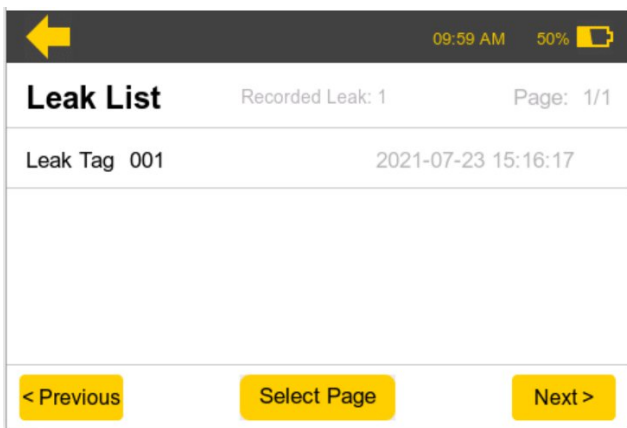 09:59 AM 50%
Leak List Recorded Leak: 1 Page: 1/1
Leak Tag 001 2021-07-23 15:16:17
< Previous Select Page Next >